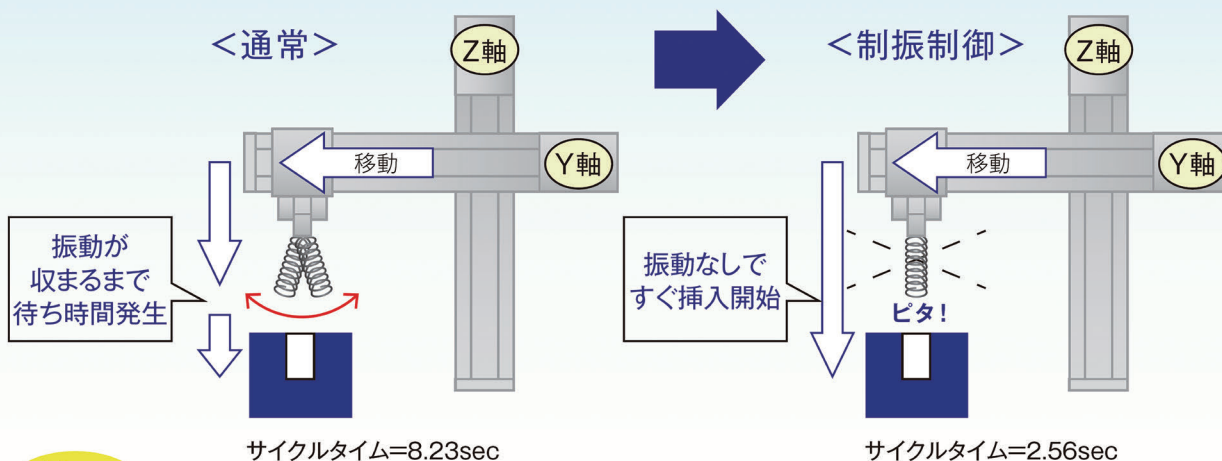 <通常>
Z軸
移動
Y軸
振動が
収まるまで
待ち時間発生
サイクルタイム=8.23sec
<制振制御>
Z軸
移動
Y軸
振動なしで
すぐ挿入開始
ピタ!
サイクルタイム=2.56sec